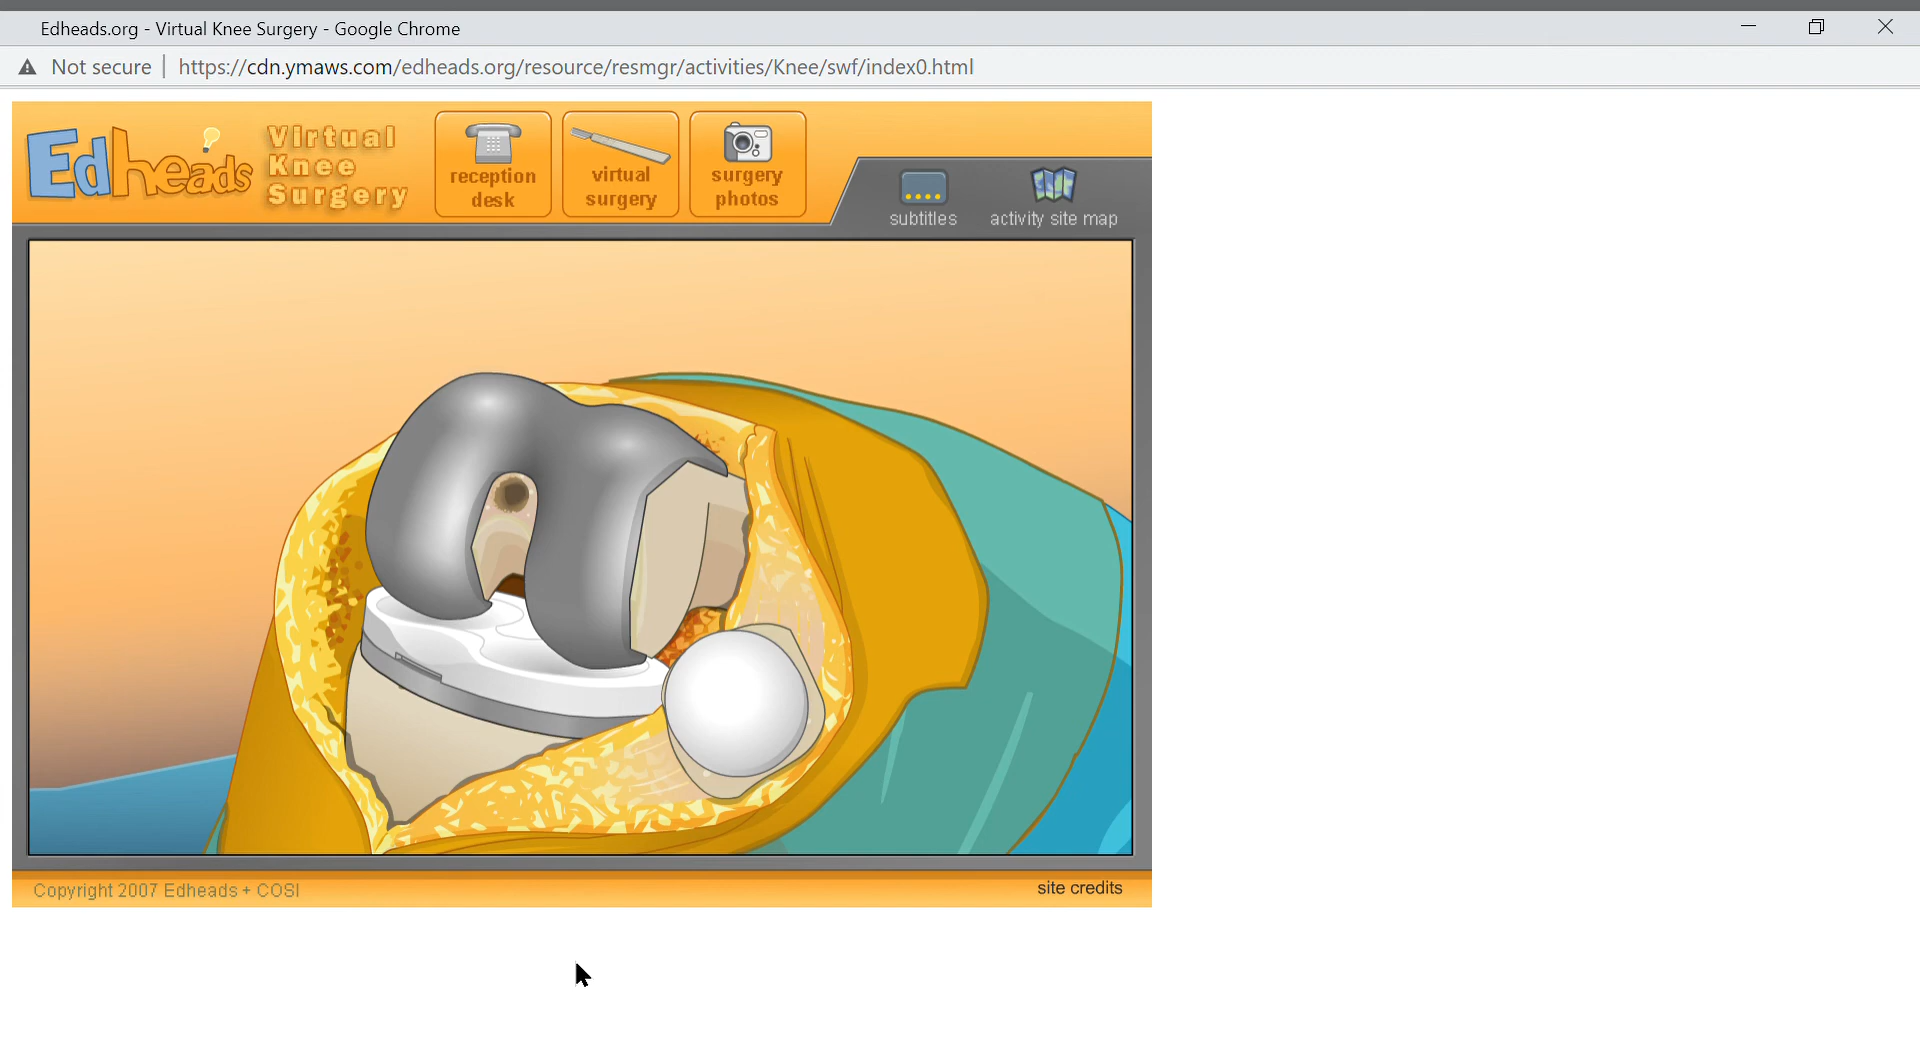 Edheads.org - Virtual Knee Surgery - Google Chrome
Not secure https://cdn.ymaws.com/edheads.org/resource/resmgr/activities/Knee/swf/index0.html
Edheads
Virtual
Knee
Surgery
reception
desk
virtual
surgery
surgery
photos
subtitles
activity site map
Copyright 2007 Edheads + COSI
site credits